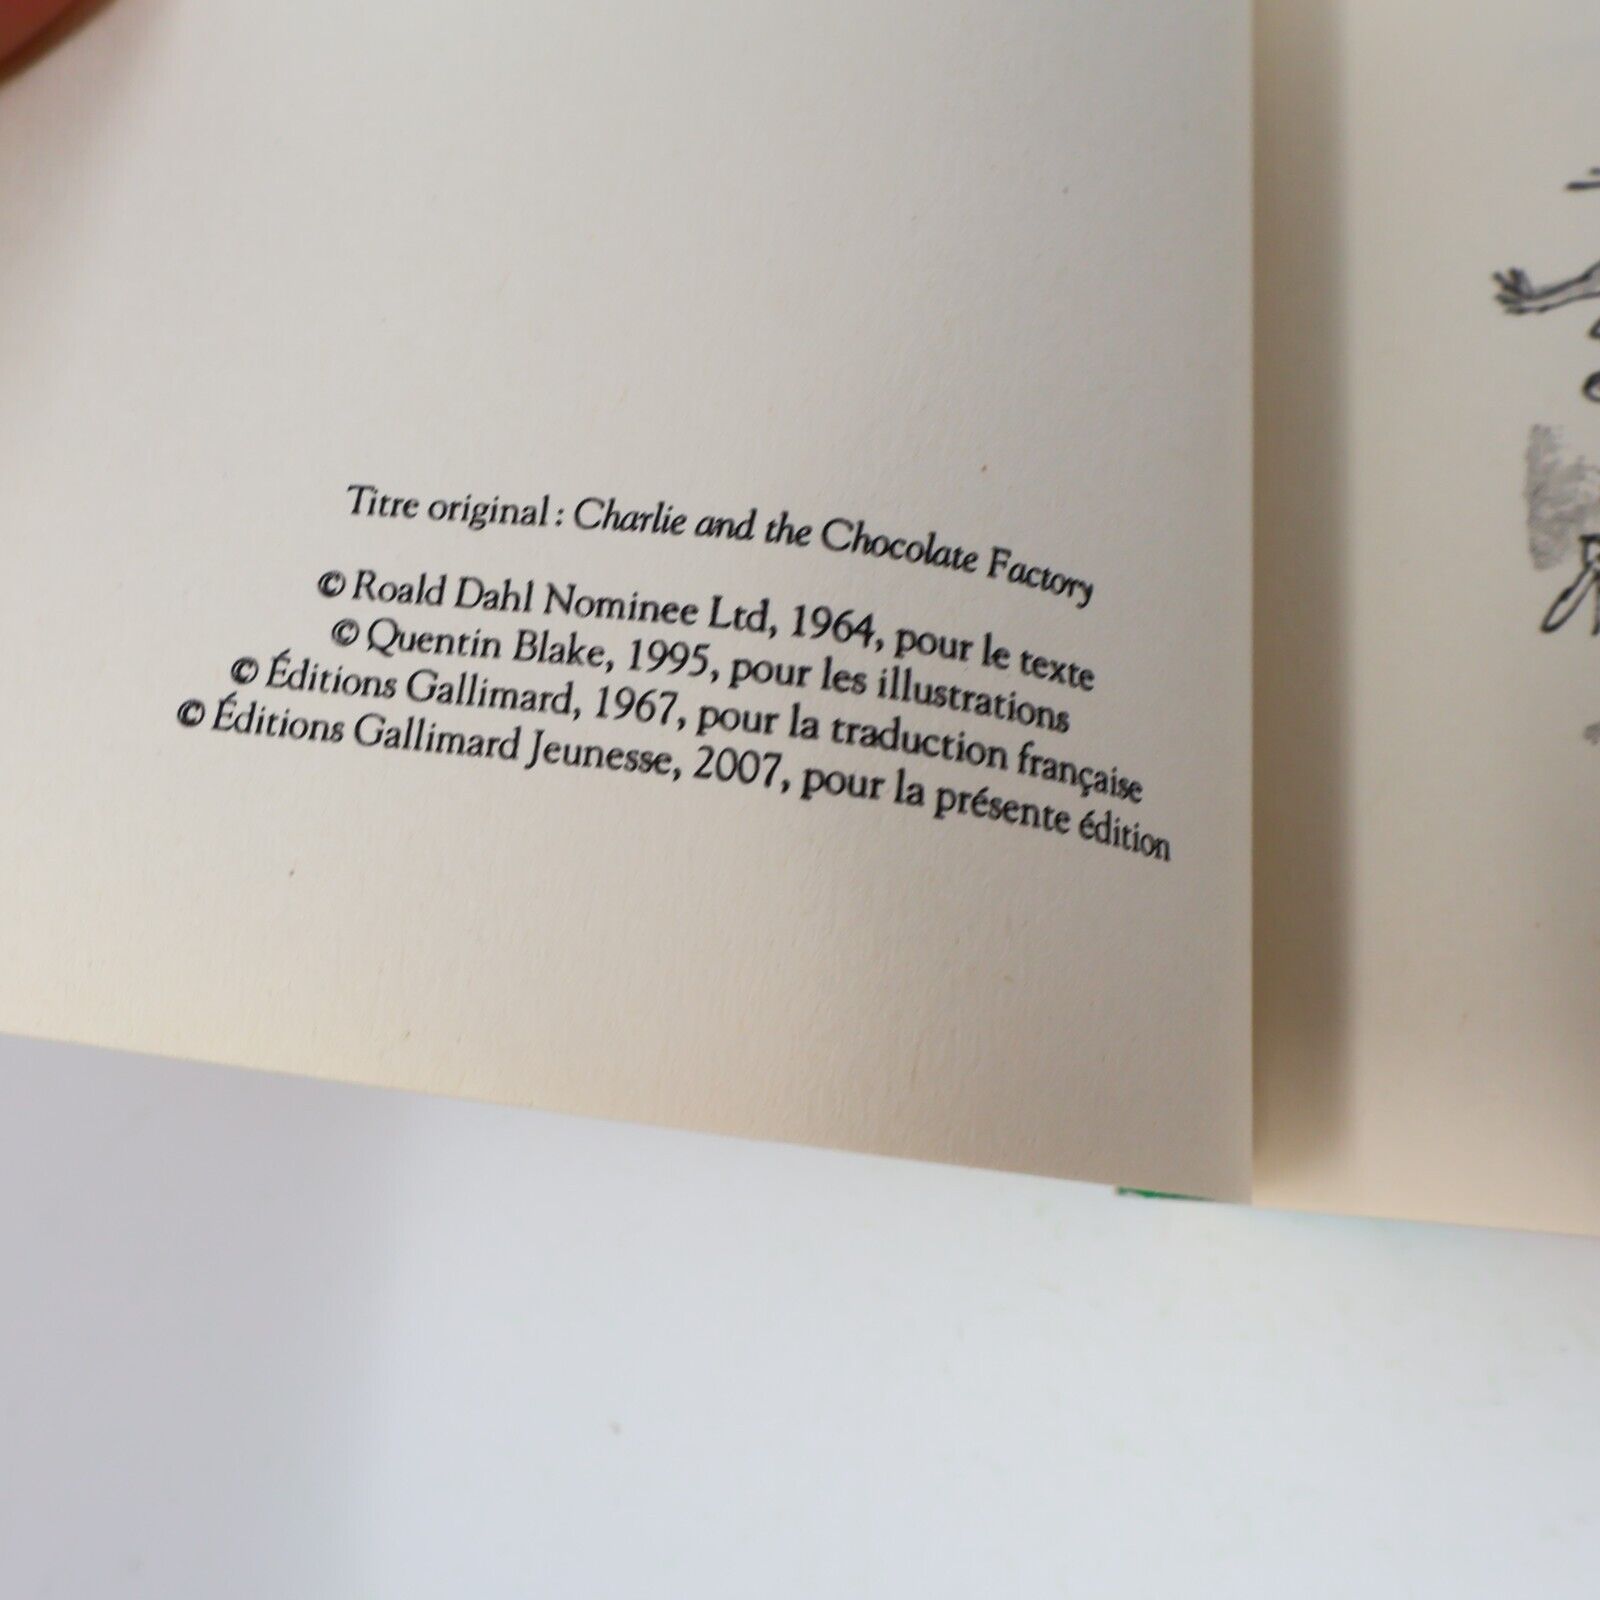 Titre original : Charlie and the Chocolate Factory
© Roald Dahl Nominee Ltd, 1964, pour le texte
© Quentin Blake, 1995, pour les illustrations
© Éditions Gallimard, 1967, pour la traduction française
© Éditions Gallimard Jeunesse, 2007, pour la présente édition